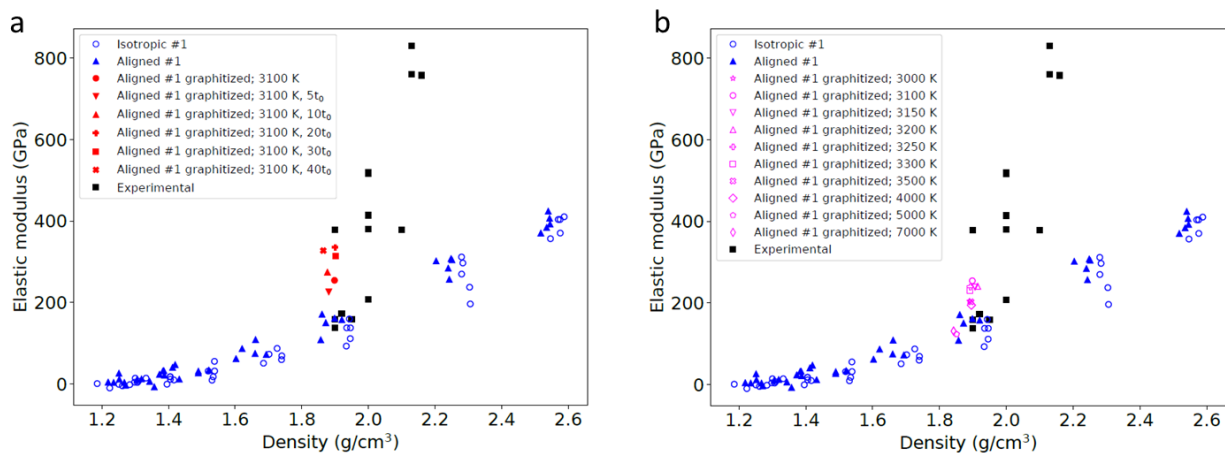 a
Elastic modulus (GPa)
800
600
400
200
0
Isotropic #1
Aligned #1
Aligned #1 graphitized; 3100 K
Aligned #1 graphitized; 3100 K, 5t₀
Aligned #1 graphitized; 3100 K, 10t₀
Aligned #1 graphitized; 3100 K, 20t₀
Aligned #1 graphitized; 3100 K, 30t₀
Aligned #1 graphitized; 3100 K, 40t₀
Experimental
1.2 1.4 1.6 1.8 2.0 2.2 2.4 2.6
Density (g/cm³)
b
Elastic modulus (GPa)
800
600
400
200
0
Isotropic #1
Aligned #1
Aligned #1 graphitized; 3000 K
Aligned #1 graphitized; 3100 K
Aligned #1 graphitized; 3150 K
Aligned #1 graphitized; 3200 K
Aligned #1 graphitized; 3250 K
Aligned #1 graphitized; 3300 K
Aligned #1 graphitized; 3500 K
Aligned #1 graphitized; 4000 K
Aligned #1 graphitized; 5000 K
Aligned #1 graphitized; 7000 K
Experimental
1.2 1.4 1.6 1.8 2.0 2.2 2.4 2.6
Density (g/cm³)